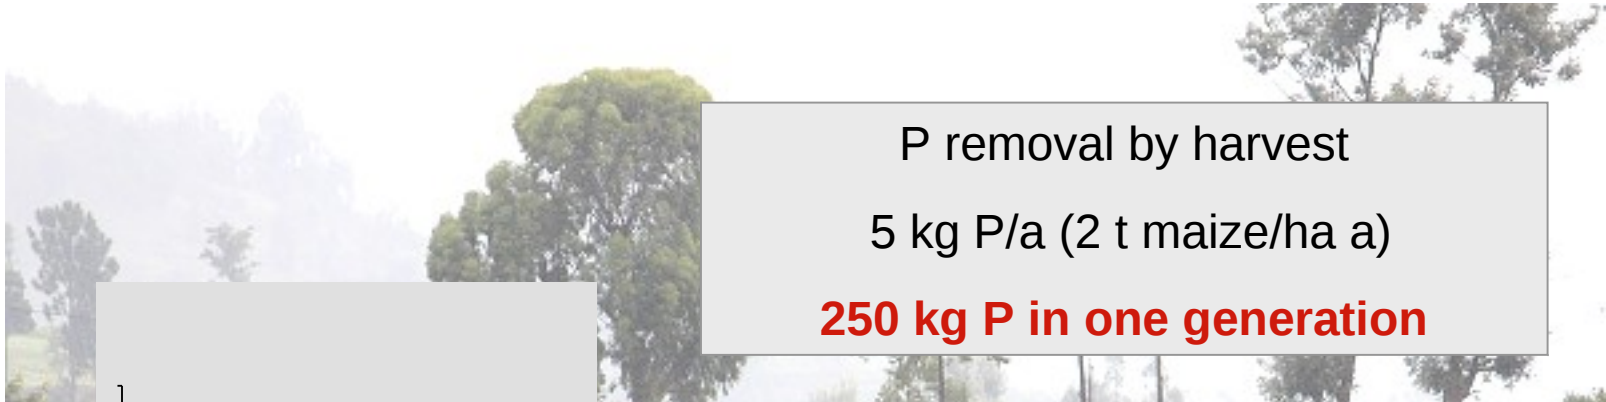 P removal by harvest
5 kg P/a (2 t maize/ha a)
250 kg P in one generation